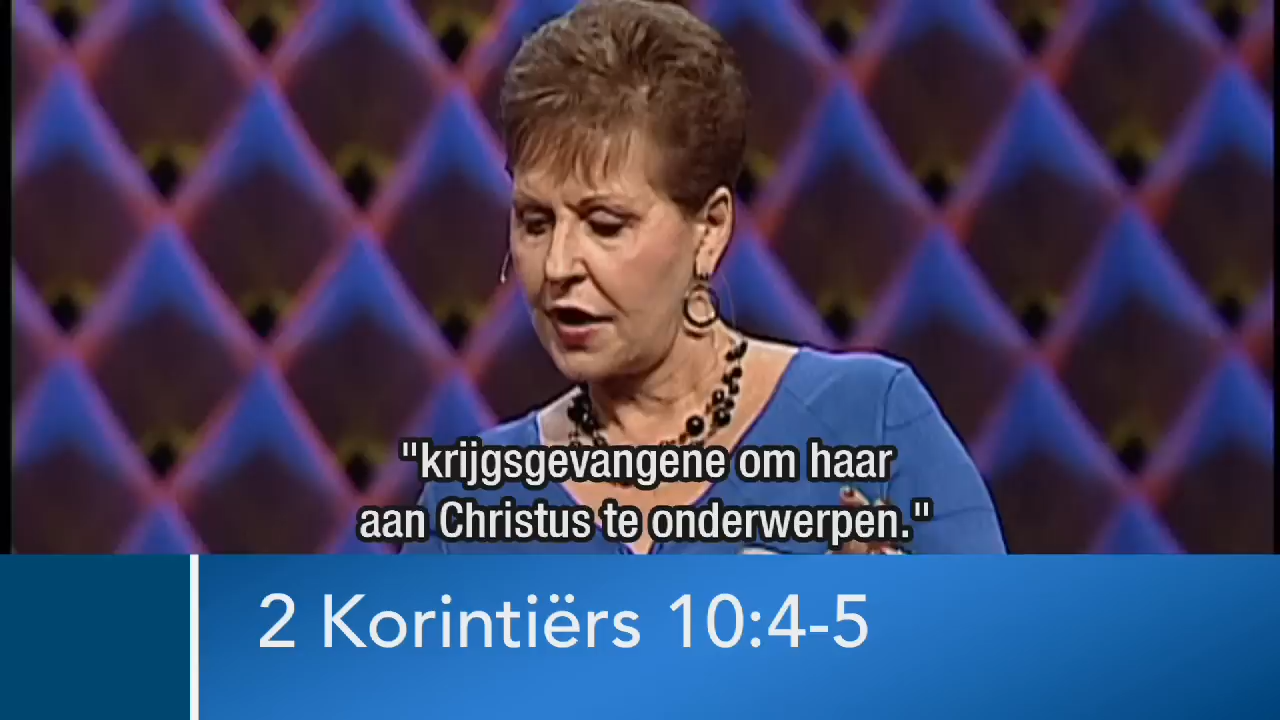 "krijgsgevangene om haar
aan Christus te onderwerpen."
2 Korintiërs 10:4-5